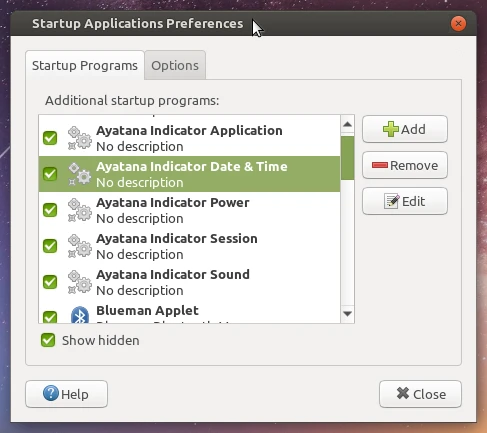 Startup Applications Preferences
Startup Programs
Options
Additional startup programs:
Ayatana Indicator Application
No description
Ayatana Indicator Date & Time
No description
Ayatana Indicator Power
No description
Ayatana Indicator Session
No description
Ayatana Indicator Sound
No description
Blueman Applet
Add
Remove
Edit
Show hidden
Help
Close